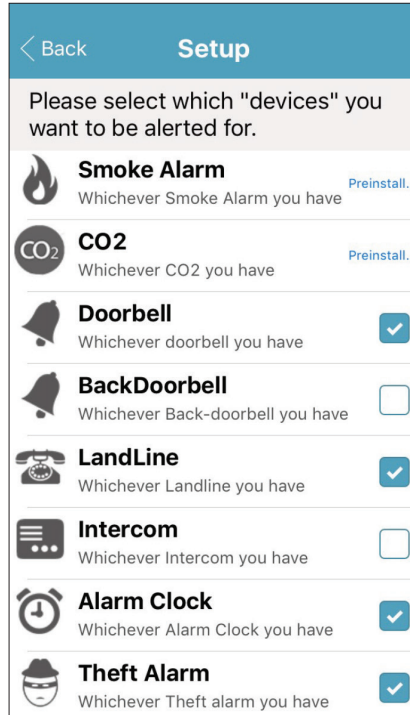 Back
Setup
Please select which "devices" you
want to be alerted for.
Smoke Alarm
Whichever Smoke Alarm you have
Preinstall.
CO2
CO2
Whichever CO2 you have
Preinstall.
Doorbell
Whichever doorbell you have
BackDoorbell
Whichever Back-doorbell you have
LandLine
Whichever Landline you have
Intercom
Whichever Intercom you have
Alarm Clock
Whichever Alarm Clock you have
Theft Alarm
Whichever Theft alarm you have